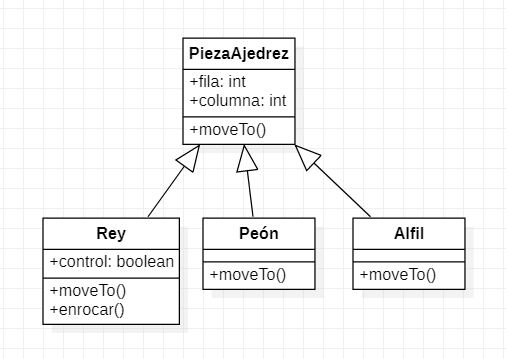 PiezaAjedrez
+fila: int
+columna: int
+moveTo()
Rey
+control: boolean
+moveTo()
+enrocar()
Peón
+moveTo()
Alfil
+moveTo()